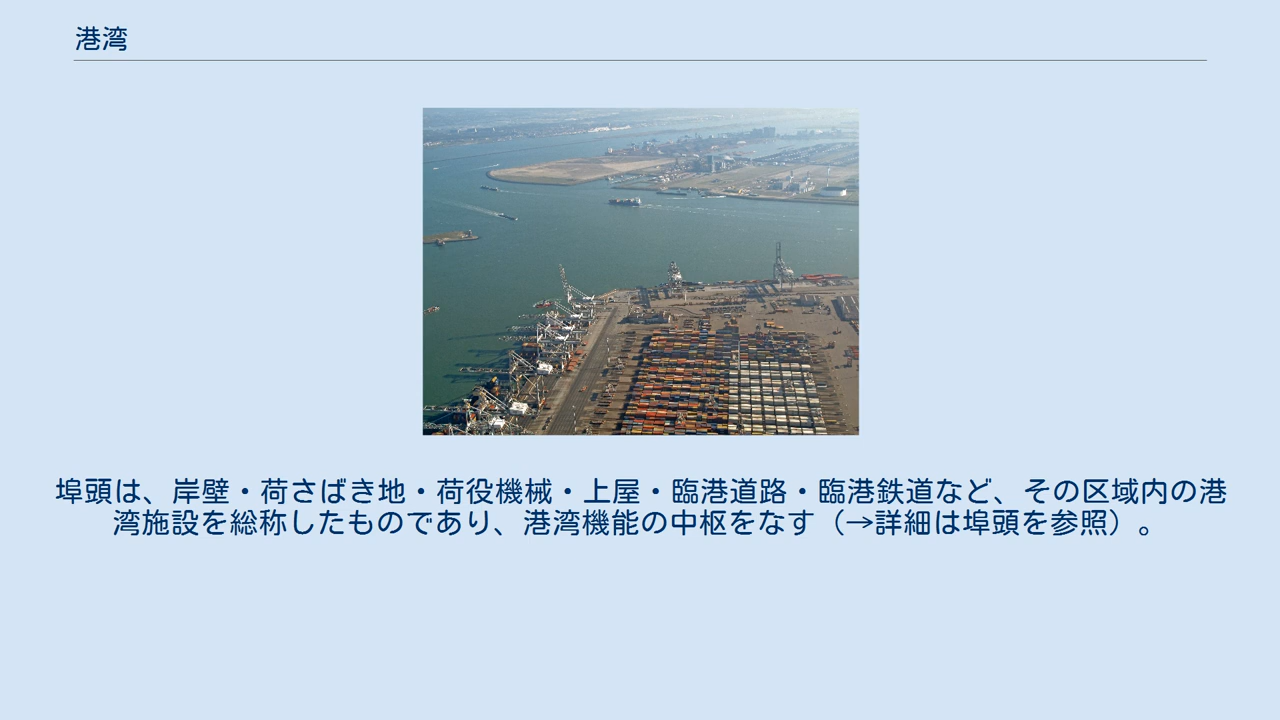 港湾
埠頭は、岸壁・荷さばき地・荷役機械・上屋・臨港道路・臨港鉄道など、その区域内の港
湾施設を総称したものであり、港湾機能の中枢をなす（→詳細は埠頭を参照）。